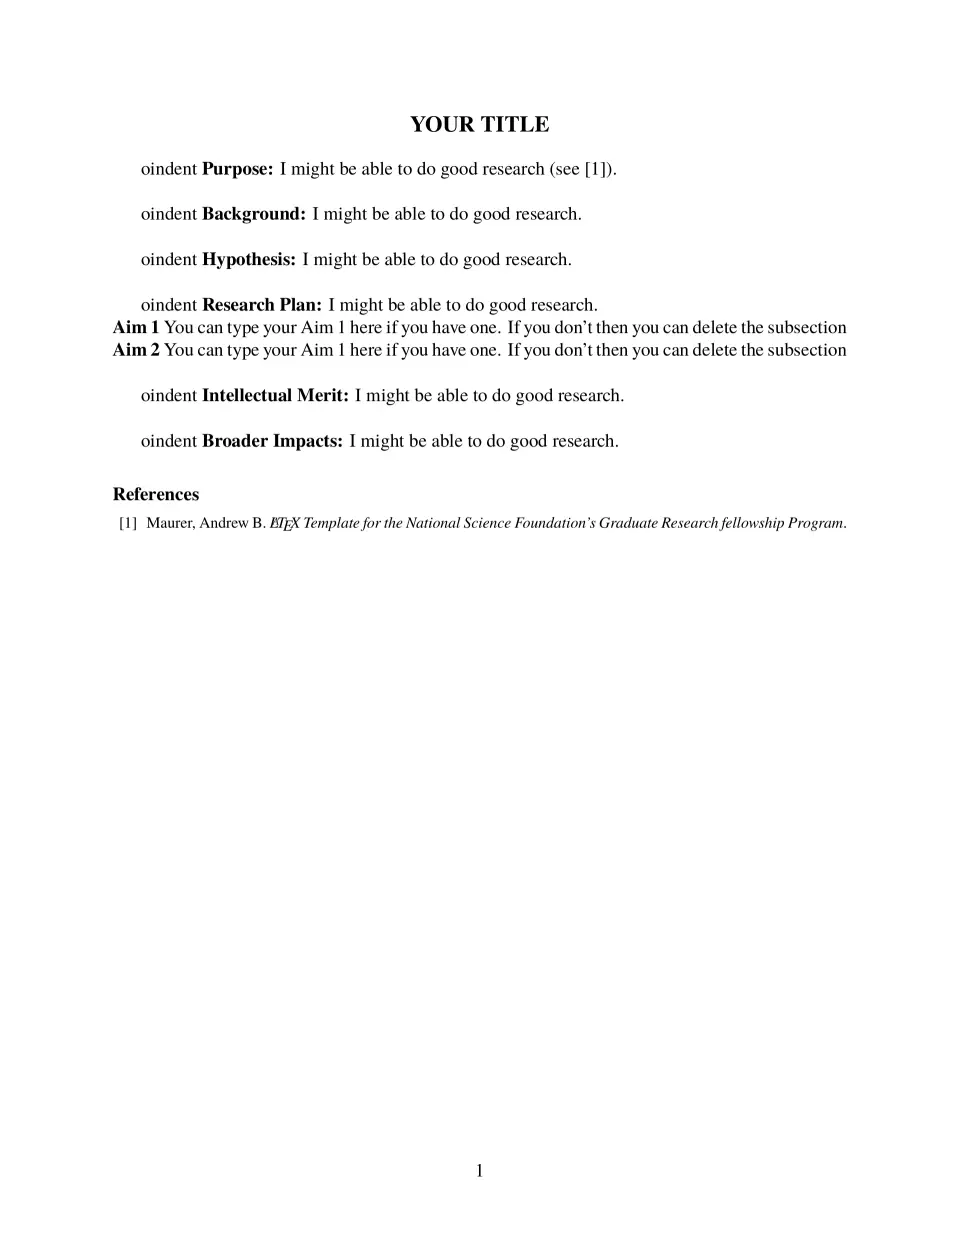 YOUR TITLE
oindent Purpose: I might be able to do good research (see [1]).
oindent Background: I might be able to do good research.
oindent Hypothesis: I might be able to do good research.
oindent Research Plan: I might be able to do good research.
Aim 1 You can type your Aim 1 here if you have one. If you don't then you can delete the subsection
Aim 2 You can type your Aim 1 here if you have one. If you don't then you can delete the subsection
oindent Intellectual Merit: I might be able to do good research.
oindent Broader Impacts: I might be able to do good research.
References
[1] Maurer, Andrew B. LATEX Template for the National Science Foundation's Graduate Research fellowship Program.
1